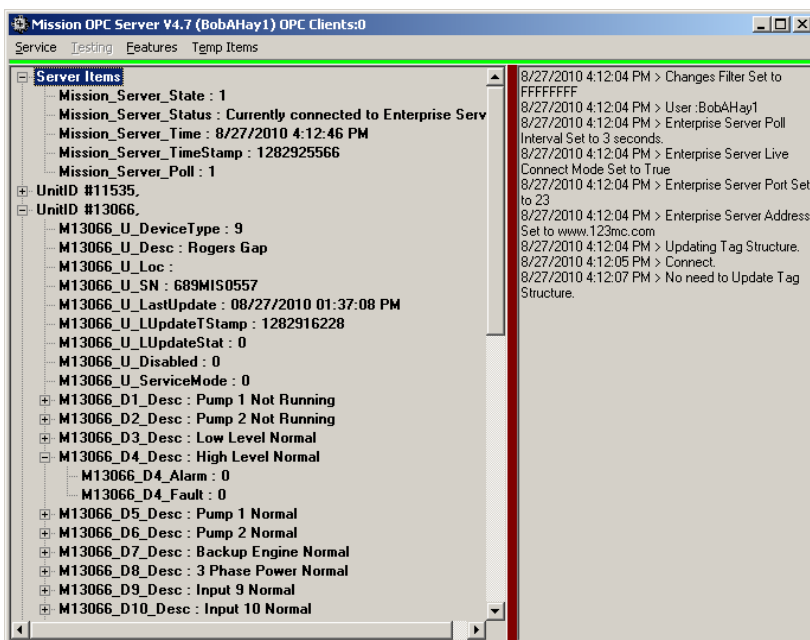 Mission OPC Server V4.7 (BobAHay1) OPC Clients:0
Service Testing Features Temp Items
Server Items
Mission_Server_State : 1
Mission_Server_Status : Currently connected to Enterprise Serv
Mission_Server_Time : 8/27/2010 4:12:46 PM
Mission_Server_TimeStamp : 1282925566
Mission_Server_Poll : 1
UnitID #11535,
UnitID #13066,
M13066_U_DeviceType : 9
M13066_U_Desc : Rogers Gap
M13066_U_Loc :
M13066_U_SN : 689MIS0557
M13066_U_LastUpdate : 08/27/2010 01:37:08 PM
M13066_U_LUpdateTStamp : 1282916228
M13066_U_LUpdateStat : 0
M13066_U_Disabled : 0
M13066_U_ServiceMode : 0
M13066_D1_Desc : Pump 1 Not Running
M13066_D2_Desc : Pump 2 Not Running
M13066_D3_Desc : Low Level Normal
M13066_D4_Desc : High Level Normal
M13066_D4_Alarm : 0
M13066_D4_Fault : 0
M13066_D5_Desc : Pump 1 Normal
M13066_D6_Desc : Pump 2 Normal
M13066_D7_Desc : Backup Engine Normal
M13066_D8_Desc : 3 Phase Power Normal
M13066_D9_Desc : Input 9 Normal
M13066_D10_Desc : Input 10 Normal
8/27/2010 4:12:04 PM > Changes Filter Set to
FFFFFFFF
8/27/2010 4:12:04 PM > User :BobAHay1
8/27/2010 4:12:04 PM > Enterprise Server Poll
Interval Set to 3 seconds.
8/27/2010 4:12:04 PM > Enterprise Server Live
Connect Mode Set to True
8/27/2010 4:12:04 PM > Enterprise Server Port Set
to 23
8/27/2010 4:12:04 PM > Enterprise Server Address
Set to www.123mc.com
8/27/2010 4:12:04 PM > Updating Tag Structure.
8/27/2010 4:12:05 PM > Connect.
8/27/2010 4:12:07 PM > No need to Update Tag
Structure.